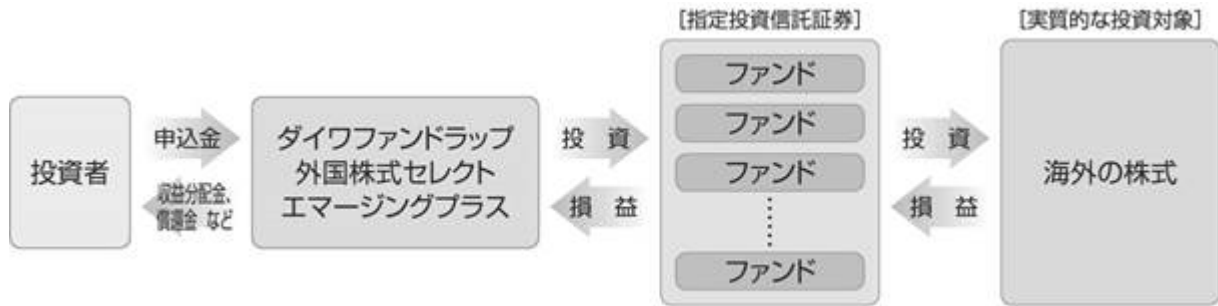 [指定投資信託証券]
[実質的な投資対象]
投資者
申込金
収益分配金、
償還金 など
ダイワファンドラップ
外国株式セレクト
エマージングプラス
投 資
損 益
ファンド
ファンド
ファンド
ファンド
投 資
損 益
海外の株式